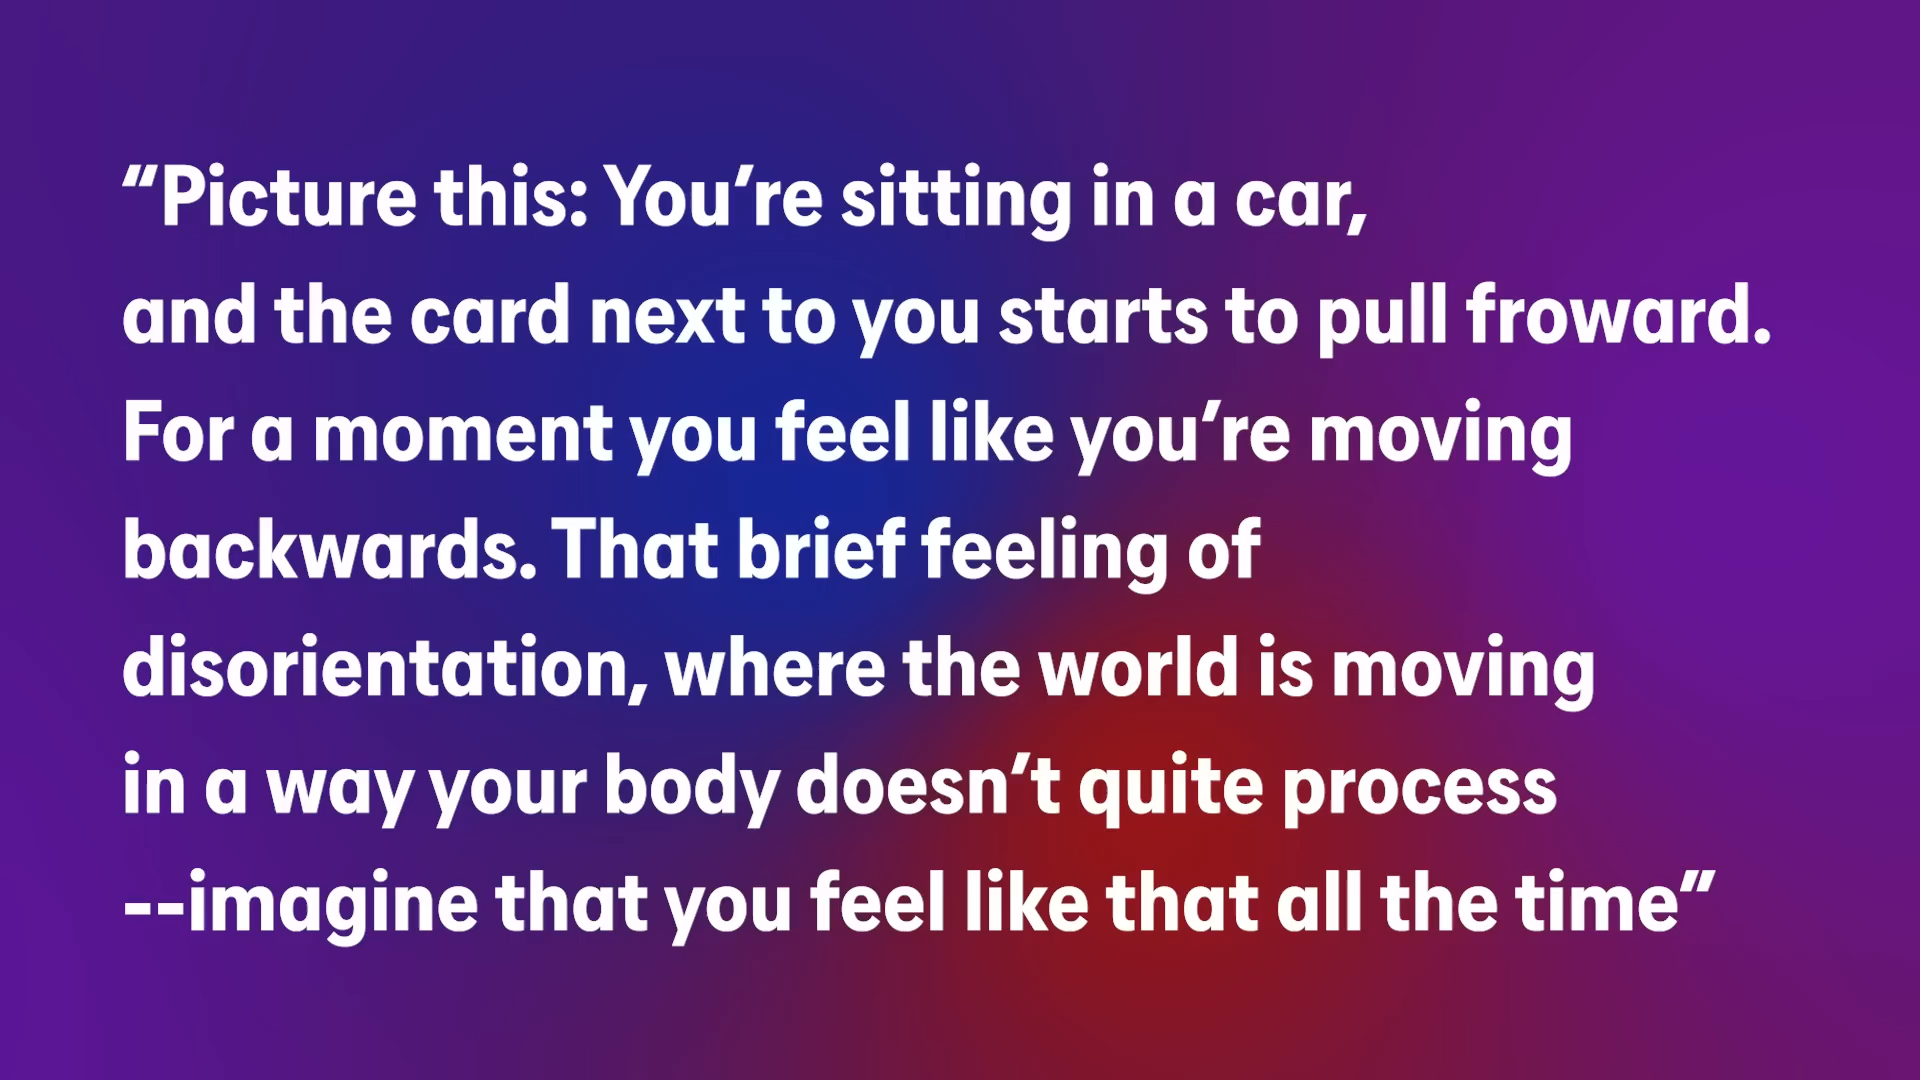 “Picture this: You’re sitting in a car,
and the card next to you starts to pull froward.
For a moment you feel like you’re moving
backwards. That brief feeling of
disorientation, where the world is moving
in a way your body doesn’t quite process
--imagine that you feel like that all the time”